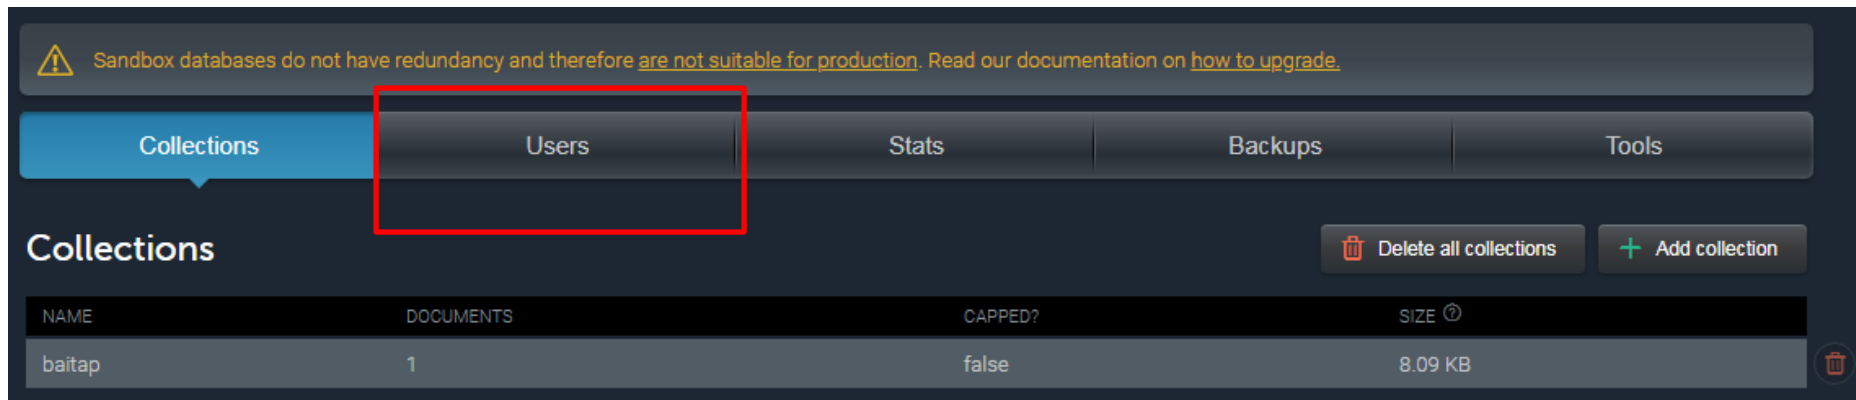 Sandbox databases do not have redundancy and therefore are not suitable for production. Read our documentation on how to upgrade.
Collections Users Stats Backups Tools
Collections Delete all collections Add collection
NAME DOCUMENTS CAPPED? SIZE ?
baitap 1 false 8.09 KB